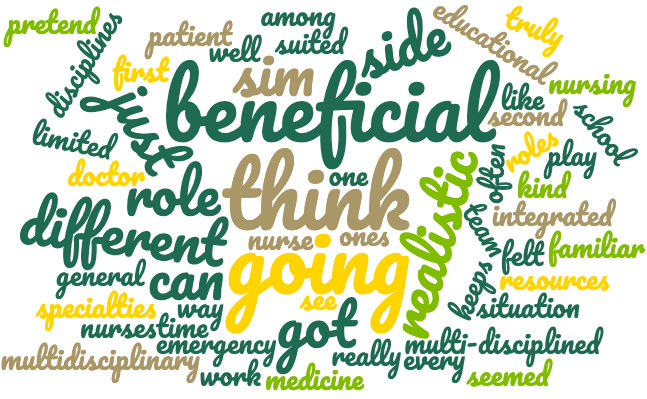 pretend
disciplines
among
patient
well
suited
side
educational
truly
first
sim
just
beneficial
like
nursing
second
school
limited
doctor
role
think
one
realistic
often
roles
play
kind
different
nurse
ones
team
integrated
felt
familiar
general
can
going
see
keeps
resources
specialties
way
got
situation
nurses
time
emergency
really
multi-disciplined
multidisciplinary
every
work
medicine
seemed